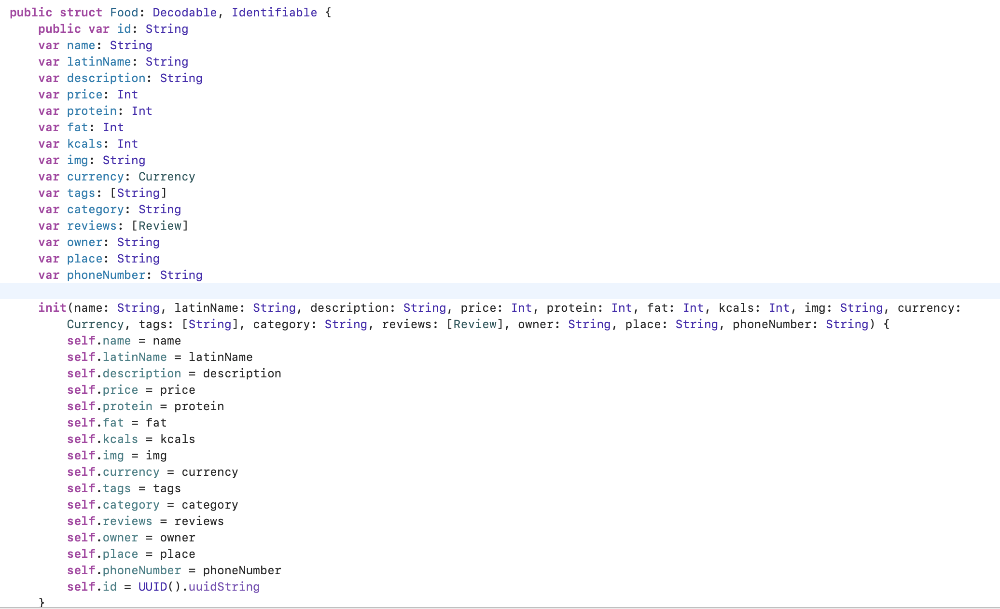 public struct Food: Decodable, Identifiable {
    public var id: String
    var name: String
    var latinName: String
    var description: String
    var price: Int
    var protein: Int
    var fat: Int
    var kcals: Int
    var img: String
    var currency: Currency
    var tags: [String]
    var category: String
    var reviews: [Review]
    var owner: String
    var place: String
    var phoneNumber: String
    init(name: String, latinName: String, description: String, price: Int, protein: Int, fat: Int, kcals: Int, img: String, currency:
        Currency, tags: [String], category: String, reviews: [Review], owner: String, place: String, phoneNumber: String) {
        self.name = name
        self.latinName = latinName
        self.description = description
        self.price = price
        self.protein = protein
        self.fat = fat
        self.kcals = kcals
        self.img = img
        self.currency = currency
        self.tags = tags
        self.category = category
        self.reviews = reviews
        self.owner = owner
        self.place = place
        self.phoneNumber = phoneNumber
        self.id = UUID().uuidString
    }